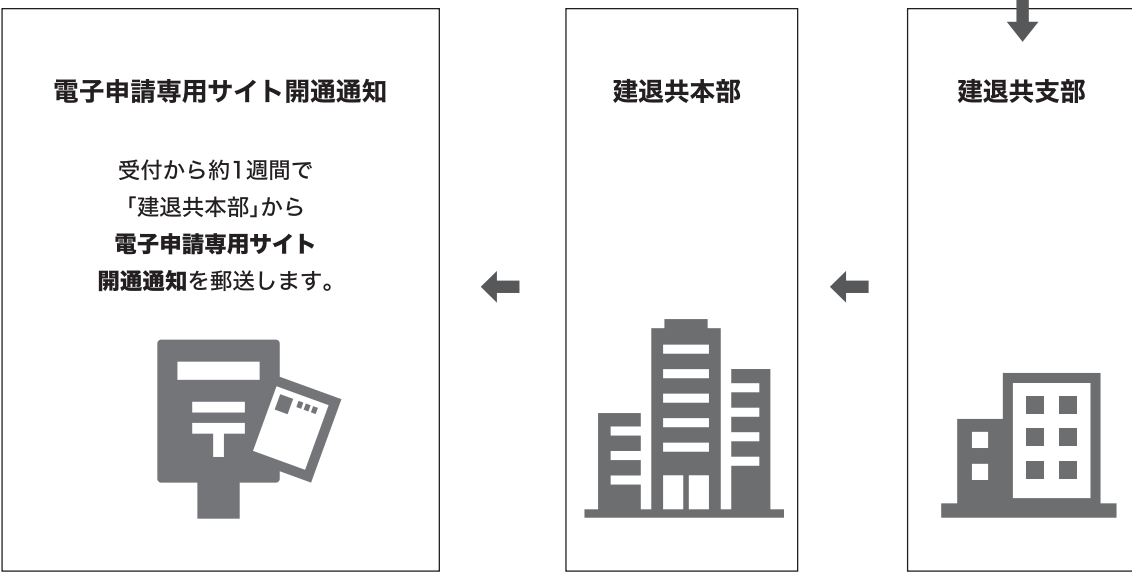 電子申請専用サイト開通通知
受付から約1週間で
「建退共本部」から
電子申請専用サイト
開通通知を郵送します。
建退共本部
建退共支部